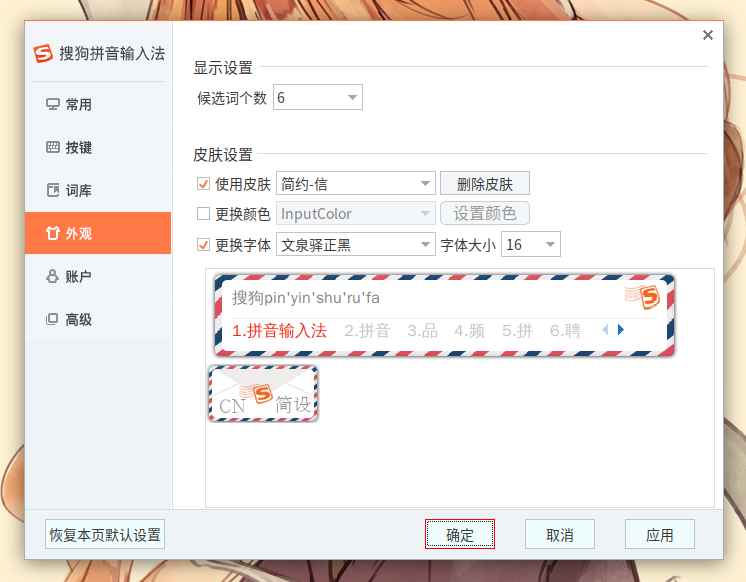 搜狗拼音输入法
常用
按键
词库
外观
账户
高级
显示设置
候选词个数 6
皮肤设置
使用皮肤 简约-信 删除皮肤
更换颜色 InputColor 设置颜色
更换字体 文泉驿正黑 字体大小 16
搜狗pin'yin'shu'ru'fa
1.拼音输入法 2.拼音 3.品 4.频 5.拼 6.聘
CN 简设
恢复本页默认设置 确定 取消 应用